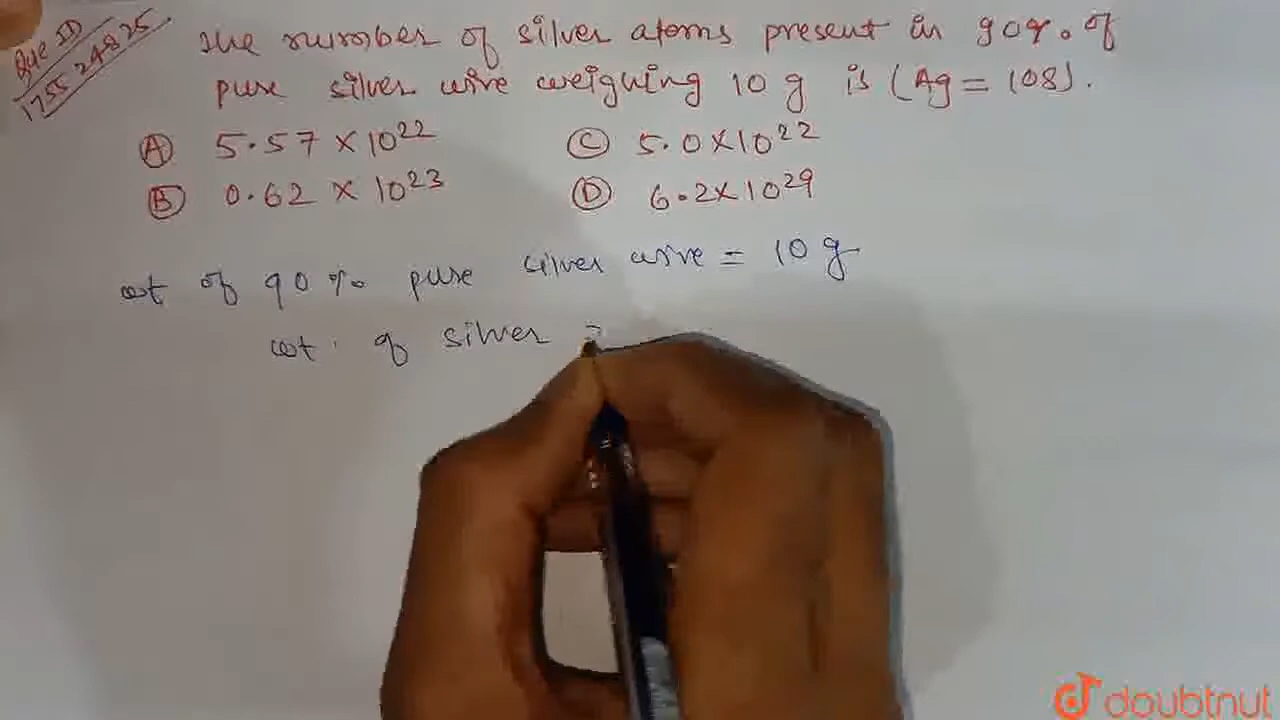 Que ID
1755 24825
The number of silver atoms present in 90%. of
pure silver wire weighing 10 g is (Ag = 108).
(A) 5.57 × 10²² (C) 5.0 × 10²²
(B) 0.62 × 10²³ (D) 6.2 × 10²⁹
wt of 90% pure silver wire = 10 g
wt. of silver =
doubtnut